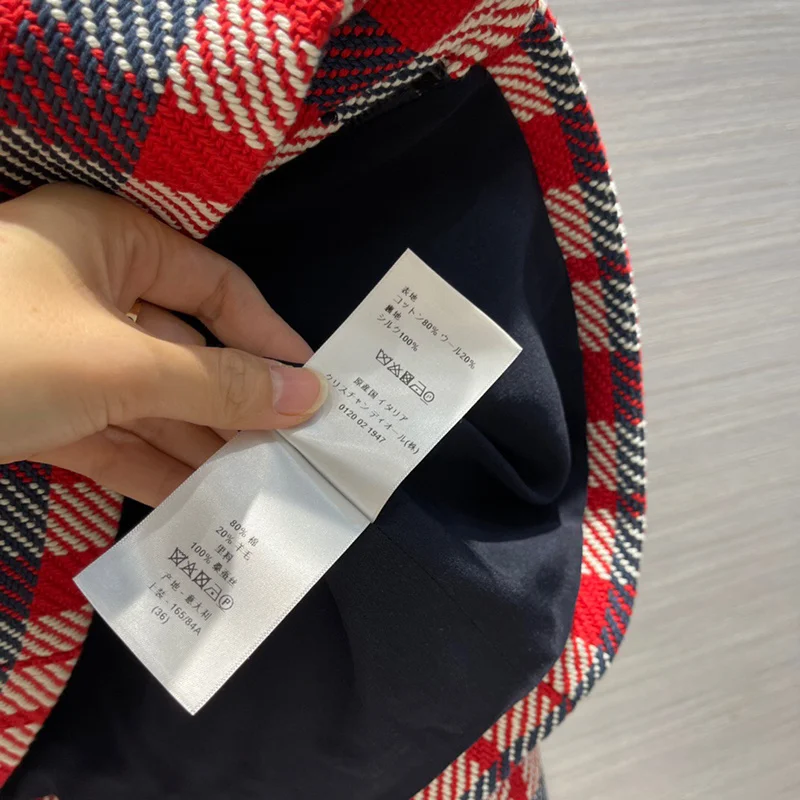 表地
コットン80% ウール20%
裏地
シルク100%
原産国 イタリア
クリスチャン ディオール(株)
0120 02 1947
80% 棉
20% 羊毛
里料
100% 桑蚕丝
P
产地 - 意大利
上装 - 165/84A
(36)